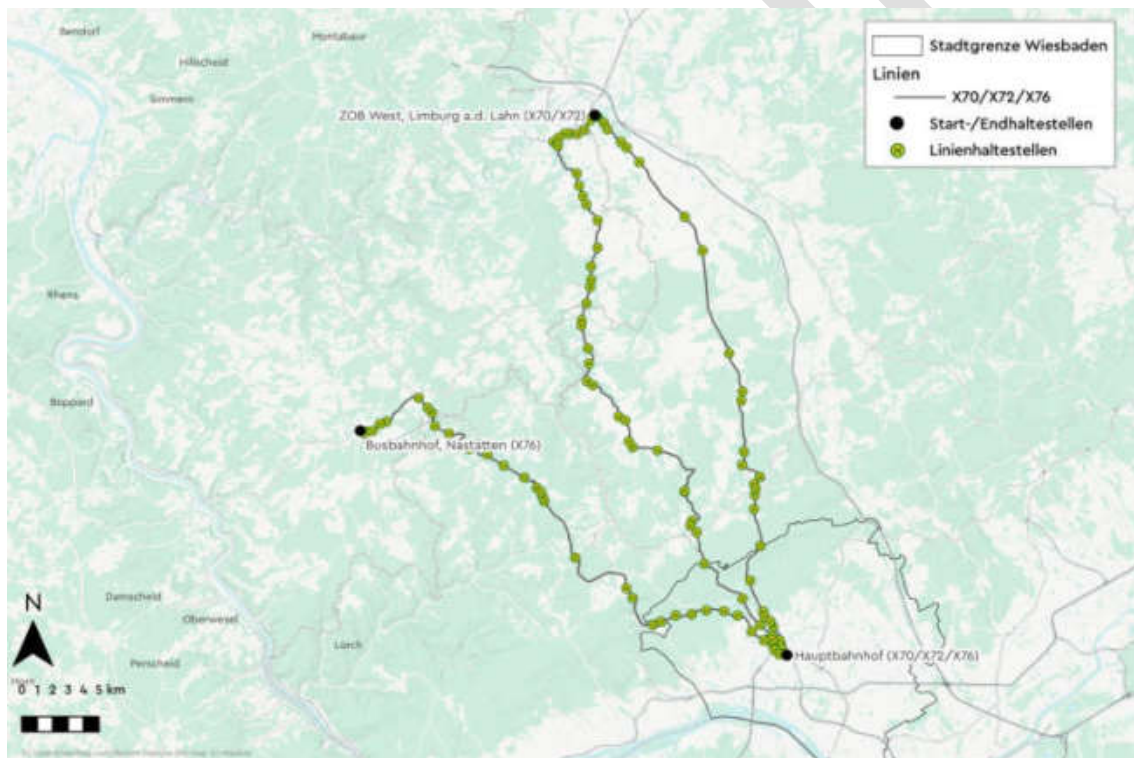 Bendorf
Montabaur
Hillscheid
Simmern
Stadtgrenze Wiesbaden
Linien
X70/X72/X76
Start-/Endhaltestellen
Linienhaltestellen
ZOB West, Limburg a.d. Lahn (X70/X72)
Rhens
Boppard
Busbahnhof, Nastätten (X76)
Damscheid
Oberwesel
Lorch
Perscheid
N
Hauptbahnhof (X70/X72/X76)
0 1 2 3 4 5 km